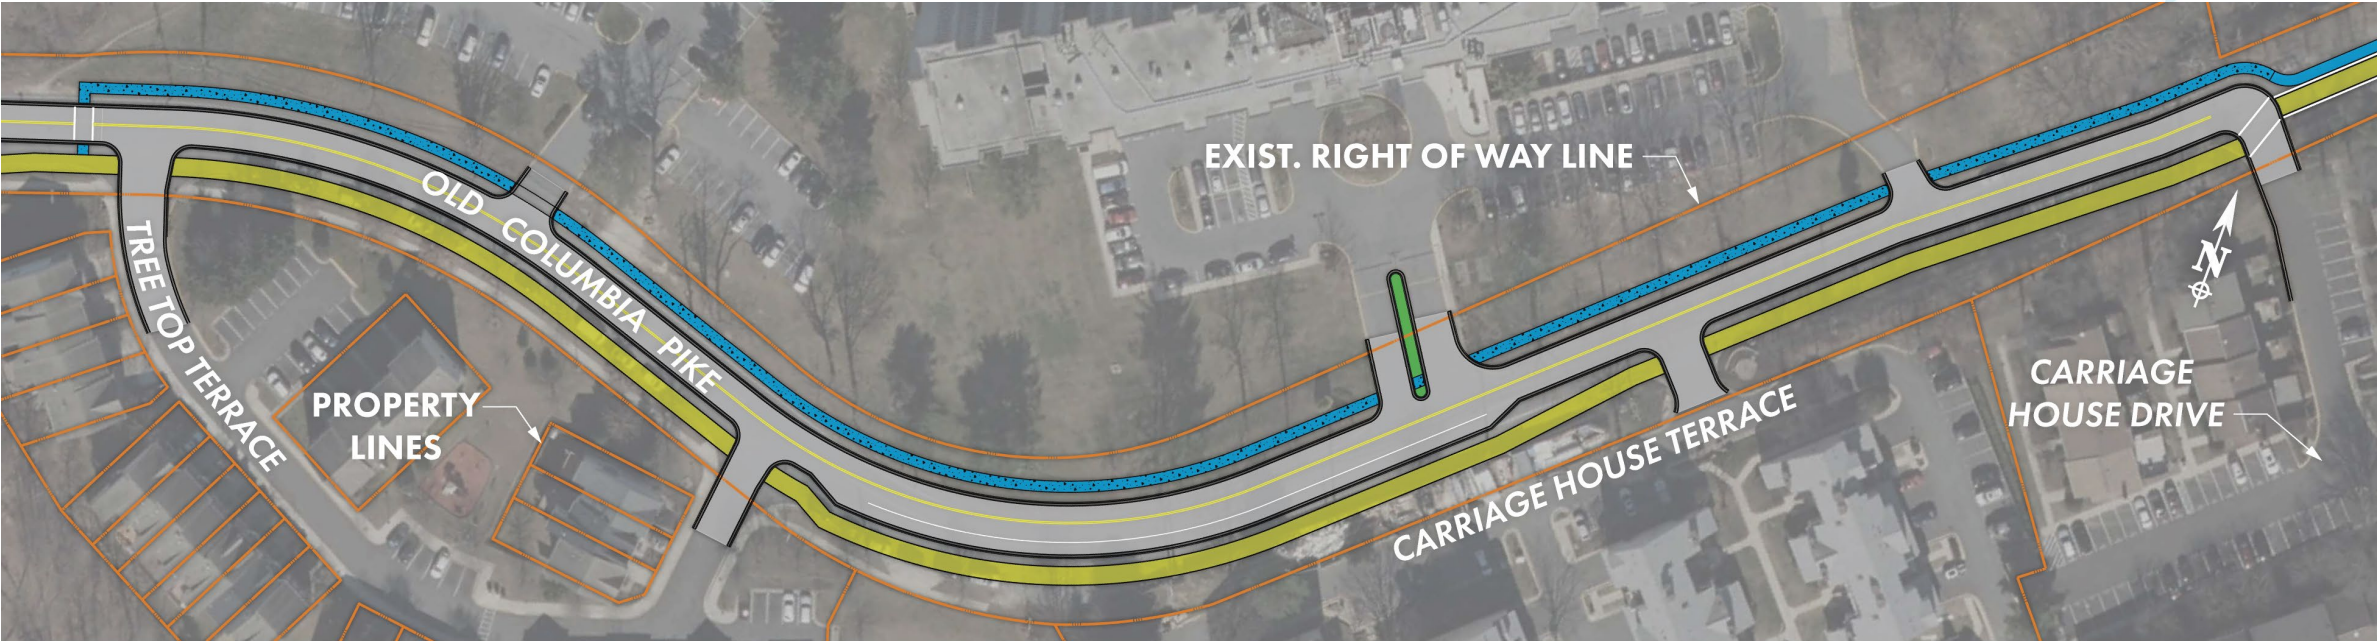 EXIST. RIGHT OF WAY LINE
OLD COLUMBIA PIKE
TREE TOP TERRACE
N
PROPERTY
LINES
CARRIAGE
HOUSE DRIVE
CARRIAGE HOUSE TERRACE